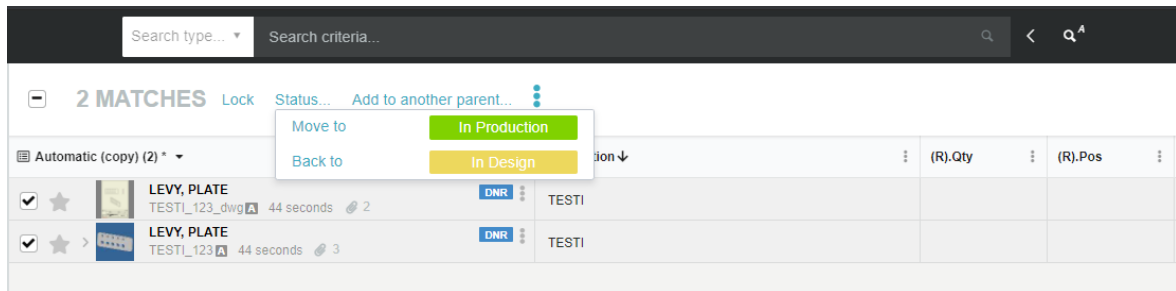 Search type... Search criteria... A
2 MATCHES Lock Status... Add to another parent...
Move to In Production
Back to In Design
Automatic (copy) (2) * tion (R).Qty (R).Pos
LEVY, PLATE DNR
TESTI_123_dwg A 44 seconds 2
TESTI
LEVY, PLATE DNR
TESTI_123 A 44 seconds 3
TESTI